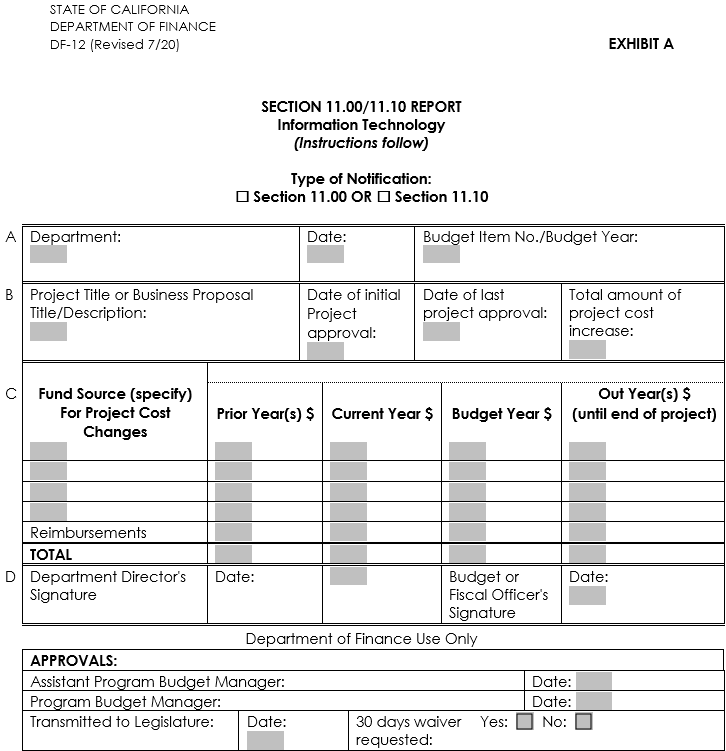 STATE OF CALIFORNIA
DEPARTMENT OF FINANCE
DF-12 (Revised 7/20)
EXHIBIT A
SECTION 11.00/11.10 REPORT
Information Technology
(Instructions follow)
Type of Notification:
☐ Section 11.00 OR ☐ Section 11.10
A Department: Date: Budget Item No./Budget Year:
B Project Title or Business Proposal
Title/Description:
Date of initial
Project
approval:
Date of last
project approval:
Total amount of
project cost
increase:
C Fund Source (specify)
For Project Cost
Changes
Prior Year(s) $
Current Year $
Budget Year $
Out Year(s) $
(until end of project)
Reimbursements
TOTAL
D Department Director's
Signature
Date:
Budget or
Fiscal Officer's
Signature
Date:
Department of Finance Use Only
APPROVALS:
Assistant Program Budget Manager: Date:
Program Budget Manager: Date:
Transmitted to Legislature: Date:
30 days waiver
requested:
Yes: ☐ No: ☐